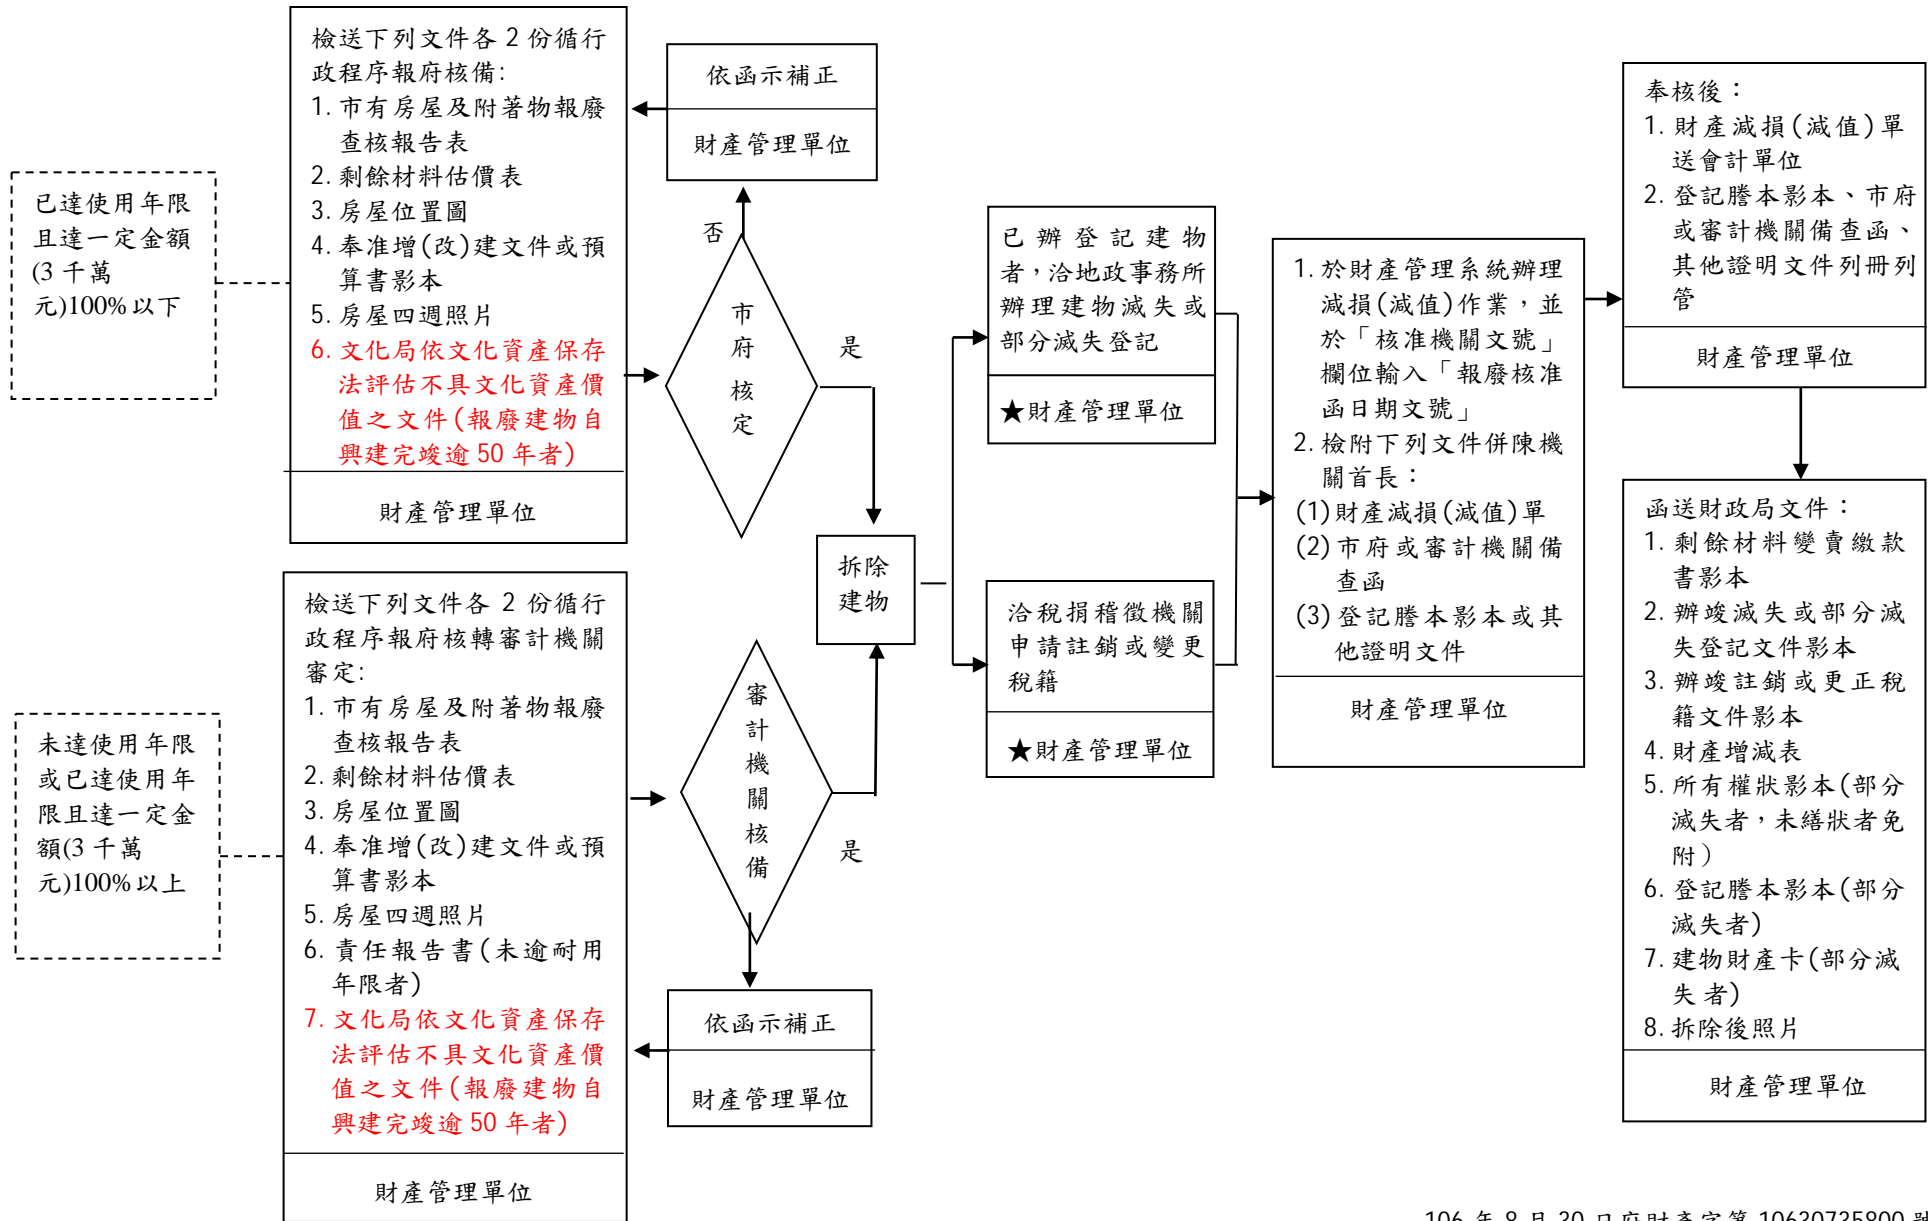 已達使用年限
且達一定金額
(3 千萬
元)100%以下
檢送下列文件各 2 份循行
政程序報府核備:
1. 市有房屋及附著物報廢
查核報告表
2. 剩餘材料估價表
3. 房屋位置圖
4. 奉准增(改)建文件或預
算書影本
5. 房屋四週照片
6. 文化局依文化資產保存
法評估不具文化資產價
值之文件(報廢建物自
興建完竣逾 50 年者)
財產管理單位
依函示補正
財產管理單位
否
市
府
核
定
是
未達使用年限
或已達使用年
限且達一定金
額(3 千萬
元)100%以上
檢送下列文件各 2 份循行
政程序報府核轉審計機關
審定:
1. 市有房屋及附著物報廢
查核報告表
2. 剩餘材料估價表
3. 房屋位置圖
4. 奉准增(改)建文件或預
算書影本
5. 房屋四週照片
6. 責任報告書(未逾耐用
年限者)
7. 文化局依文化資產保存
法評估不具文化資產價
值之文件(報廢建物自
興建完竣逾 50 年者)
財產管理單位
審
計
機
關
核
備
是
依函示補正
財產管理單位
拆除
建物
已辦登記建物
者，洽地政事務所
辦理建物滅失或
部分滅失登記
★財產管理單位
洽稅捐稽徵機關
申請註銷或變更
稅籍
★財產管理單位
1. 於財產管理系統辦理
減損(減值)作業，並
於「核准機關文號」
欄位輸入「報廢核准
函日期文號」
2. 檢附下列文件併陳機
關首長：
(1)財產減損(減值)單
(2)市府或審計機關備
查函
(3)登記謄本影本或其
他證明文件
財產管理單位
奉核後：
1. 財產減損(減值)單
送會計單位
2. 登記謄本影本、市府
或審計機關備查函、
其他證明文件列冊列
管
財產管理單位
函送財政局文件：
1. 剩餘材料變賣繳款
書影本
2. 辦竣滅失或部分滅
失登記文件影本
3. 辦竣註銷或更正稅
籍文件影本
4. 財產增減表
5. 所有權狀影本(部分
滅失者，未繕狀者免
附)
6. 登記謄本影本(部分
滅失者)
7. 建物財產卡(部分滅
失者)
8. 拆除後照片
財產管理單位
106 年 8 月 30 日府財產字第 10630735800 號